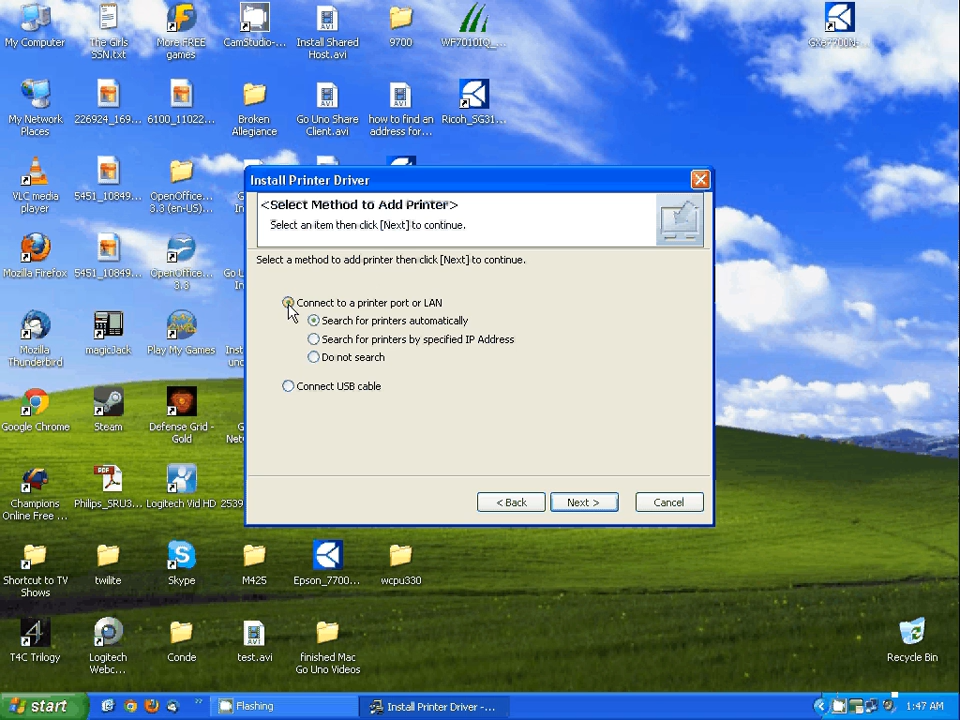 My Computer
The Girls
SSN.txt
More FREE
games
CamStudio-...
Install Shared
Host.avi
9700
WF7010IQ_...
My Network
Places
226924_169...
6100_11022...
Broken
Allegiance
Go Uno Share
Client.avi
how to find an
address for...
Ricoh_SG31...
VLC media
player
5451_10849...
OpenOffice...
3.3 (en-US)...
Mozilla Firefox
5451_10849...
OpenOffice...
3.3
Mozilla
Thunderbird
magicJack
Play My Games
Google Chrome
Steam
Defense Grid -
Gold
Champions
Online Free ...
Philips_SRU3...
Logitech Vid HD
2539
Shortcut to TV
Shows
twilite
Skype
M425
Epson_7700...
wcpu330
T4C Trilogy
Logitech
Webc...
Conde
test.avi
finished Mac
Go Uno Videos
Recycle Bin
Install Printer Driver
<Select Method to Add Printer>
Select an item then click [Next] to continue.
Select a method to add printer then click [Next] to continue.
Connect to a printer port or LAN
Search for printers automatically
Search for printers by specified IP Address
Do not search
Connect USB cable
< Back
Next >
Cancel
start
Flashing
Install Printer Driver -...
1:47 AM